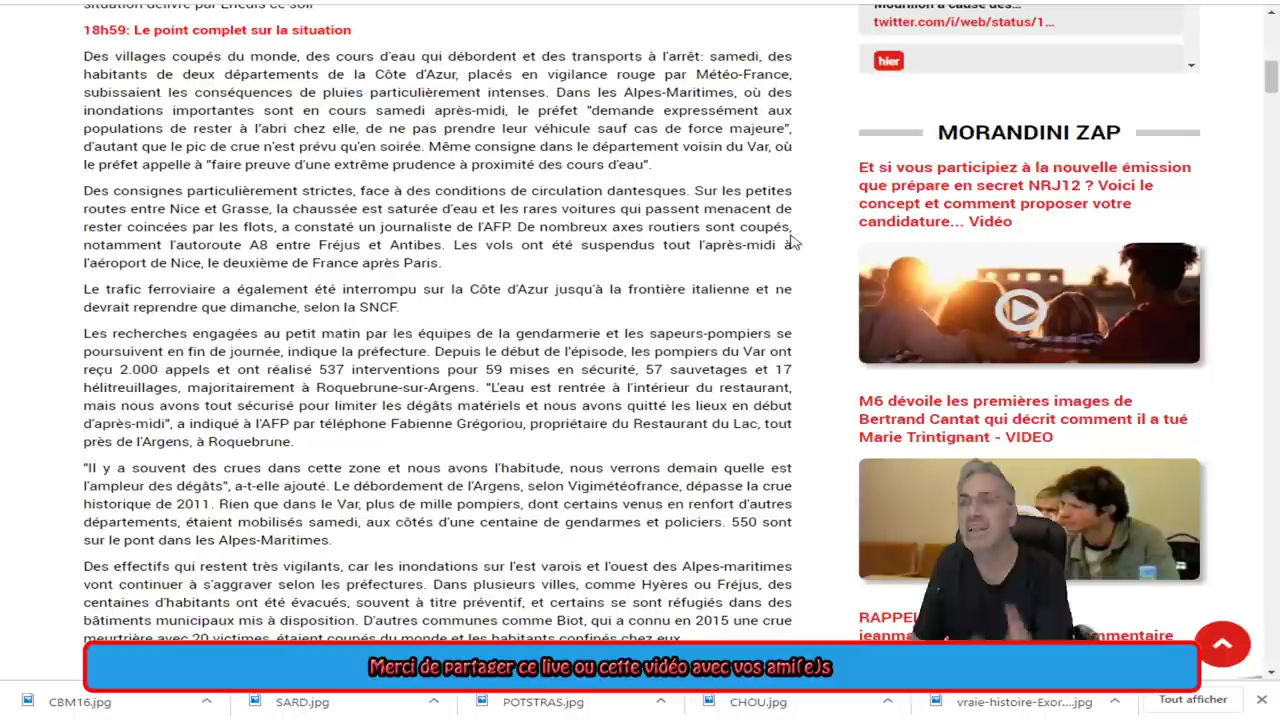 situation délivré par Enedis ce soir
18h59: Le point complet sur la situation
Des villages coupés du monde, des cours d'eau qui débordent et des transports à l'arrêt: samedi, des
habitants de deux départements de la Côte d'Azur, placés en vigilance rouge par Météo-France,
subissaient les conséquences de pluies particulièrement intenses. Dans les Alpes-Maritimes, où des
inondations importantes sont en cours samedi après-midi, le préfet "demande expressément aux
populations de rester à l'abri chez elle, de ne pas prendre leur véhicule sauf cas de force majeure",
d'autant que le pic de crue n'est prévu qu'en soirée. Même consigne dans le département voisin du Var, où
le préfet appelle à "faire preuve d'une extrême prudence à proximité des cours d'eau".
Des consignes particulièrement strictes, face à des conditions de circulation dantesques. Sur les petites
routes entre Nice et Grasse, la chaussée est saturée d'eau et les rares voitures qui passent menacent de
rester coincées par les flots, a constaté un journaliste de l'AFP. De nombreux axes routiers sont coupés,
notamment l'autoroute A8 entre Fréjus et Antibes. Les vols ont été suspendus tout l'après-midi à
l'aéroport de Nice, le deuxième de France après Paris.
Le trafic ferroviaire a également été interrompu sur la Côte d'Azur jusqu'à la frontière italienne et ne
devrait reprendre que dimanche, selon la SNCF.
Les recherches engagées au petit matin par les équipes de la gendarmerie et les sapeurs-pompiers se
poursuivent en fin de journée, indique la préfecture. Depuis le début de l'épisode, les pompiers du Var ont
reçu 2.000 appels et ont réalisé 537 interventions pour 59 mises en sécurité, 57 sauvetages et 17
hélitreuillages, majoritairement à Roquebrune-sur-Argens. "L'eau est rentrée à l'intérieur du restaurant,
mais nous avons tout sécurisé pour limiter les dégâts matériels et nous avons quitté les lieux en début
d'après-midi", a indiqué à l'AFP par téléphone Fabienne Grégoriou, propriétaire du Restaurant du Lac, tout
près de l'Argens, à Roquebrune.
"Il y a souvent des crues dans cette zone et nous avons l'habitude, nous verrons demain quelle est
l'ampleur des dégâts", a-t-elle ajouté. Le débordement de l'Argens, selon Vigimétéofrance, dépasse la crue
historique de 2011. Rien que dans le Var, plus de mille pompiers, dont certains venus en renfort d'autres
départements, étaient mobilisés samedi, aux côtés d'une centaine de gendarmes et policiers. 550 sont
sur le pont dans les Alpes-Maritimes.
Des effectifs qui restent très vigilants, car les inondations sur l'est varois et l'ouest des Alpes-maritimes
vont continuer à s'aggraver selon les préfectures. Dans plusieurs villes, comme Hyères ou Fréjus, des
centaines d'habitants ont été évacués, souvent à titre préventif, et certains se sont réfugiés dans des
bâtiments municipaux mis à disposition. D'autres communes comme Biot, qui a connu en 2015 une crue
meurtrière avec 20 victimes, étaient coupés du monde et les habitants confinés chez eux.
Mourillon à cause des...
twitter.com/i/web/status/1...
hier
MORANDINI ZAP
Et si vous participiez à la nouvelle émission
que prépare en secret NRJ12 ? Voici le
concept et comment proposer votre
candidature... Vidéo
M6 dévoile les premières images de
Bertrand Cantat qui décrit comment il a tué
Marie Trintignant - VIDEO
RAPPEL
jeanma
mmentaire
Merci de partager ce live ou cette vidéo avec vos ami(e)s
CBM16.jpg
SARD.jpg
POTSTRAS.jpg
CHOU.jpg
vraie-histoire-Exor....jpg
Tout afficher